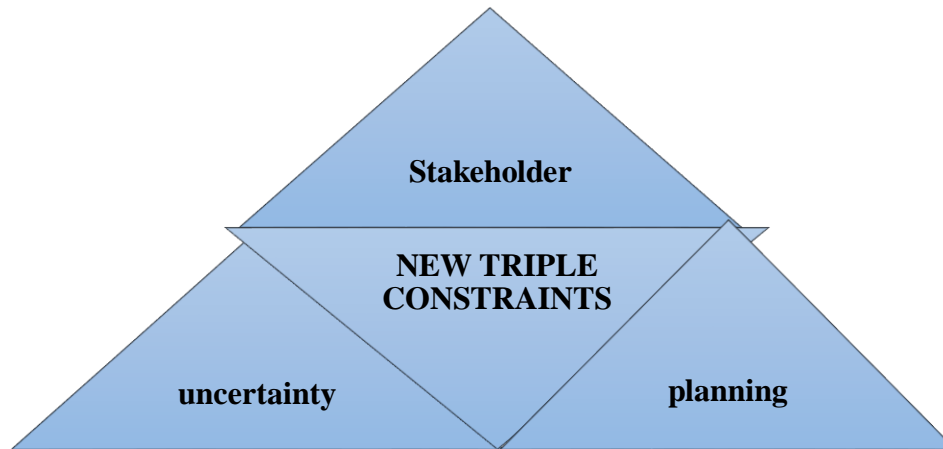 Stakeholder
NEW TRIPLE
CONSTRAINTS
uncertainty
planning